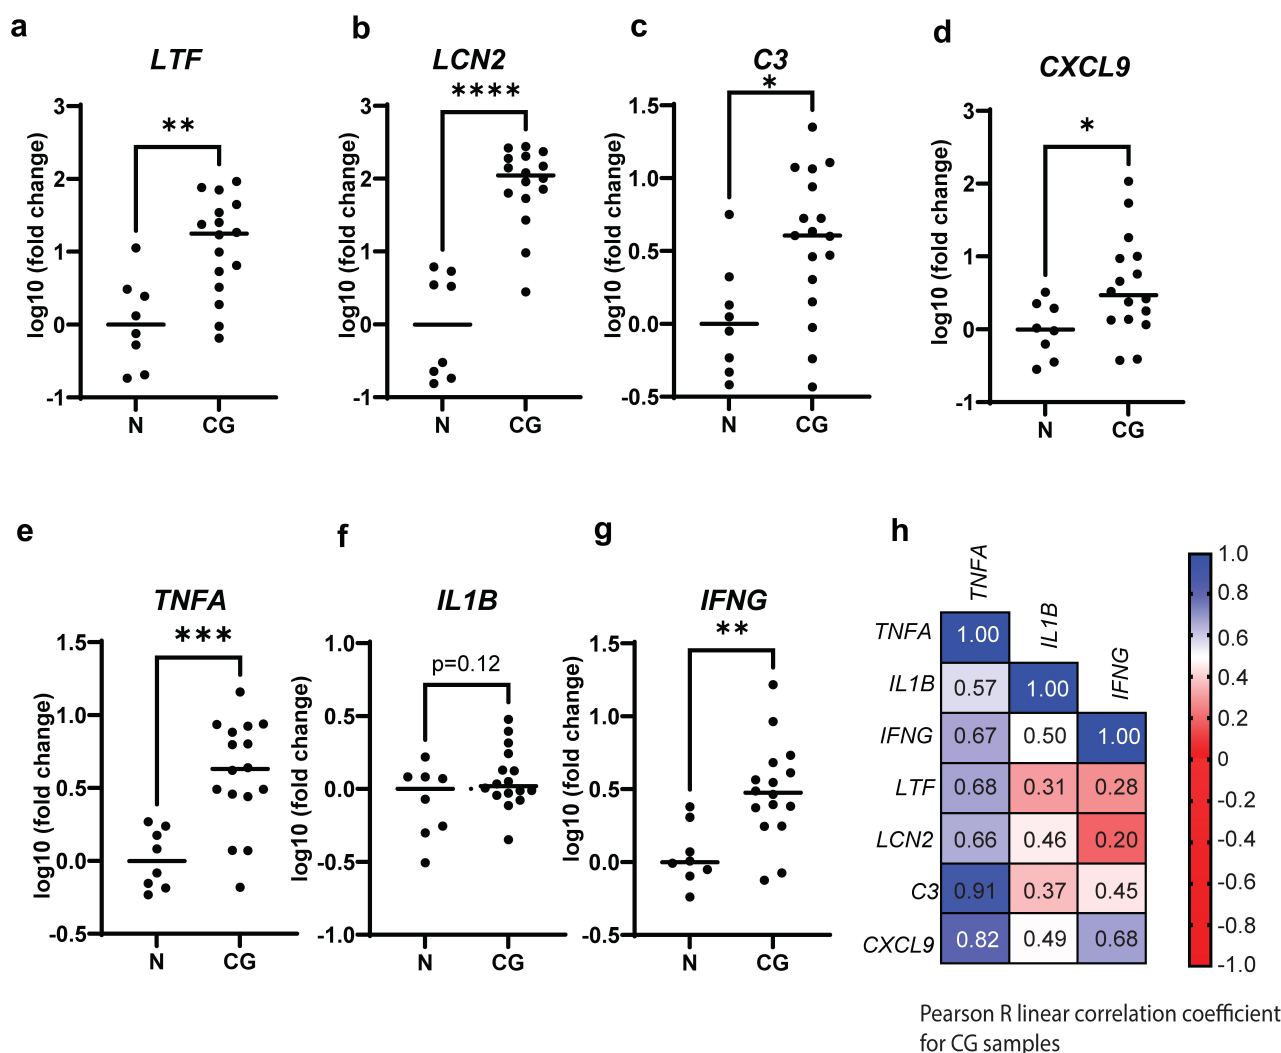 a
LTF
**
3
2
1
0
-1
log10 (fold change)
N CG
b
LCN2
****
3
2
1
0
-1
log10 (fold change)
N CG
c
C3
*
1.5
1.0
0.5
0.0
-0.5
log10 (fold change)
N CG
d
CXCL9
*
3
2
1
0
-1
log10 (fold change)
N CG
e
TNFA
***
1.5
1.0
0.5
0.0
-0.5
log10 (fold change)
N CG
f
IL1B
p=0.12
1.0
0.5
0.0
-0.5
-1.0
log10 (fold change)
N CG
g
IFNG
**
1.5
1.0
0.5
0.0
-0.5
log10 (fold change)
N CG
h
TNFA
IL1B
IFNG
TNFA 1.00
IL1B 0.57 1.00
IFNG 0.67 0.50 1.00
LTF 0.68 0.31 0.28
LCN2 0.66 0.46 0.20
C3 0.91 0.37 0.45
CXCL9 0.82 0.49 0.68
1.0
0.8
0.6
0.4
0.2
0
-0.2
-0.4
-0.6
-0.8
-1.0
Pearson R linear correlation coefficient
for CG samples